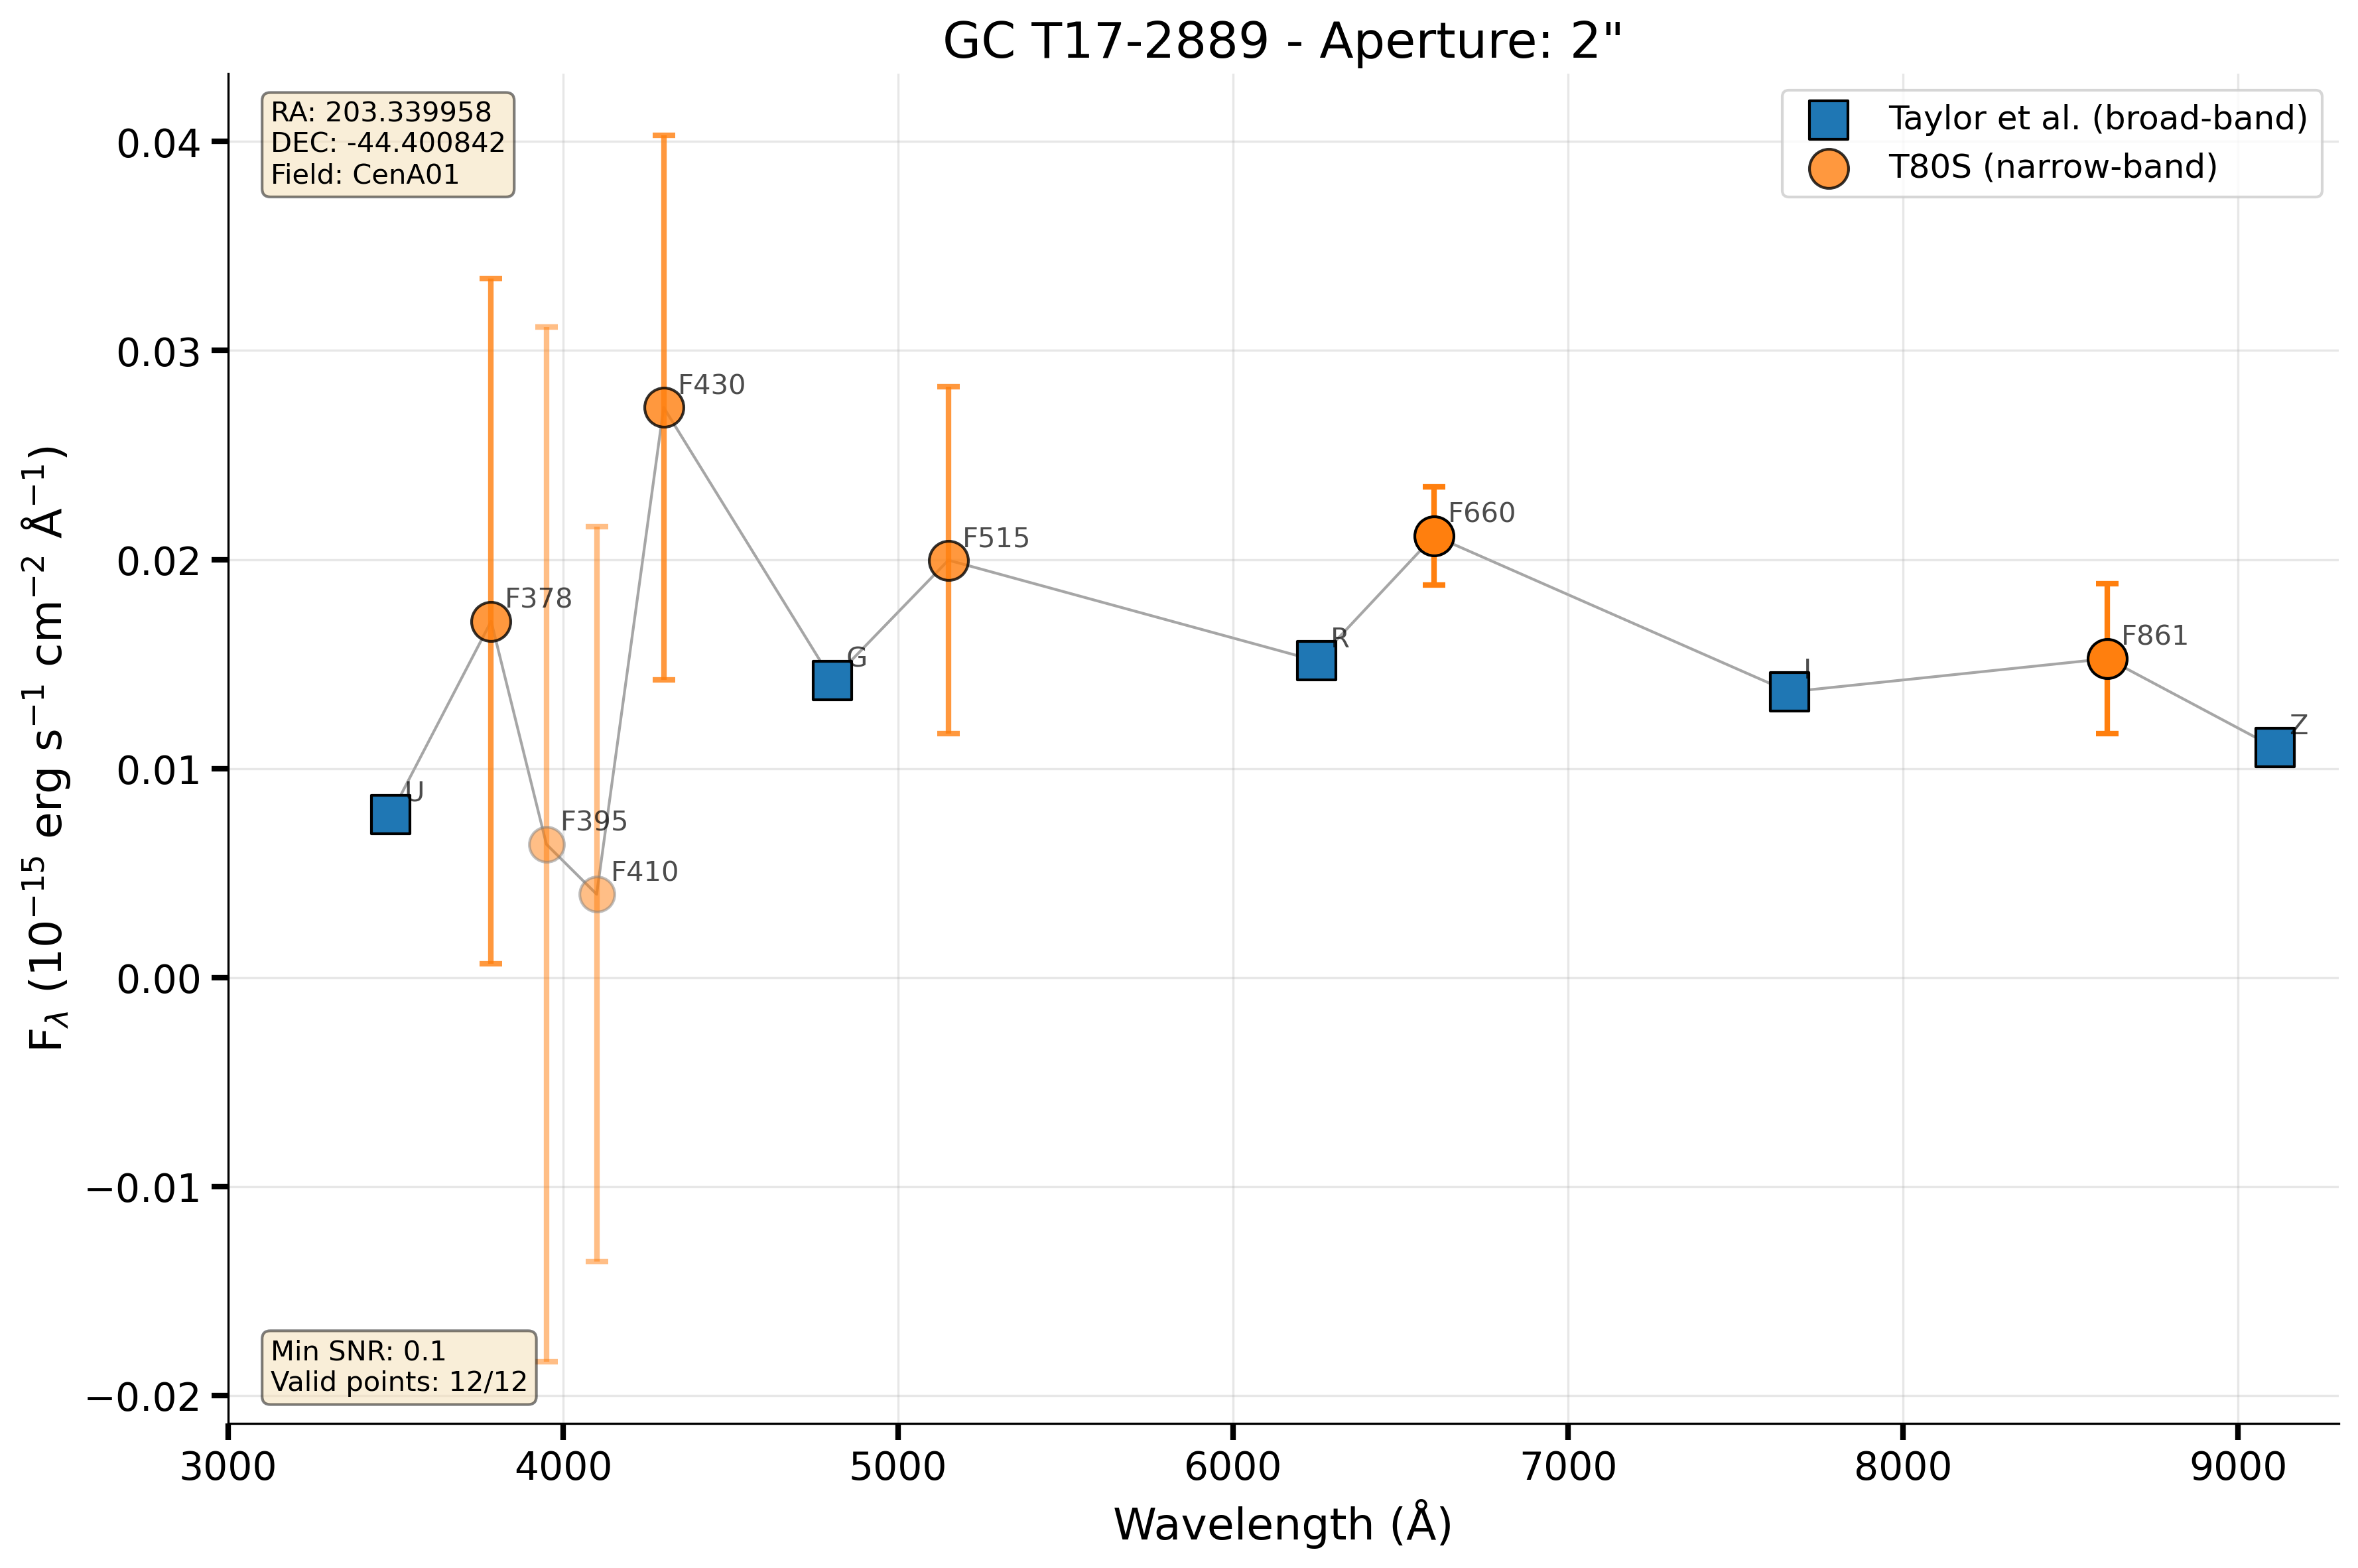 GC T17-2889 - Aperture: 2"
RA: 203.339958
DEC: -44.400842
Field: CenA01
Taylor et al. (broad-band)
T80S (narrow-band)
0.04
0.03
0.02
0.01
0.00
−0.01
−0.02
F_λ (10⁻¹⁵ erg s⁻¹ cm⁻² Å⁻¹)
U
F378
F395
F410
F430
G
F515
R
F660
I
F861
Z
Min SNR: 0.1
Valid points: 12/12
3000
4000
5000
6000
7000
8000
9000
Wavelength (Å)